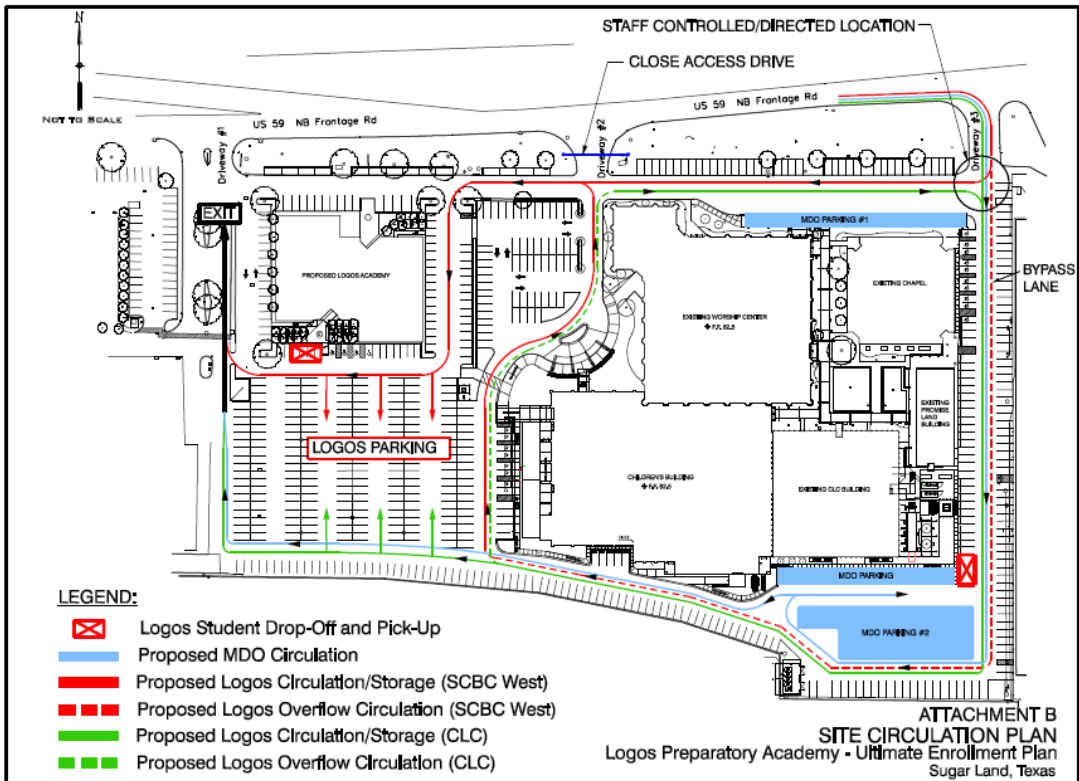 STAFF CONTROLLED/DIRECTED LOCATION
CLOSE ACCESS DRIVE
NOT TO SCALE
US 59 NB Frontage Rd
US 59 NB Frontage Rd
Driveway #1
Driveway #2
Driveway #3
EXIT
MDO PARKING #1
PROPOSED LOGOS ACADEMY
EXISTING CHAPEL
BYPASS
LANE
EXISTING WORSHIP CENTER
F.F. 82.5
EXISTING
PROMISE
LAND
BUILDING
LOGOS PARKING
CHILDREN'S BUILDING
F.F. 82.5
EXISTING CLC BUILDING
MDO PARKING
MDO PARKING #2
LEGEND:
Logos Student Drop-Off and Pick-Up
Proposed MDO Circulation
Proposed Logos Circulation/Storage (SCBC West)
Proposed Logos Overflow Circulation (SCBC West)
Proposed Logos Circulation/Storage (CLC)
Proposed Logos Overflow Circulation (CLC)
ATTACHMENT B
SITE CIRCULATION PLAN
Logos Preparatory Academy - Ultimate Enrollment Plan
Sugar Land, Texas